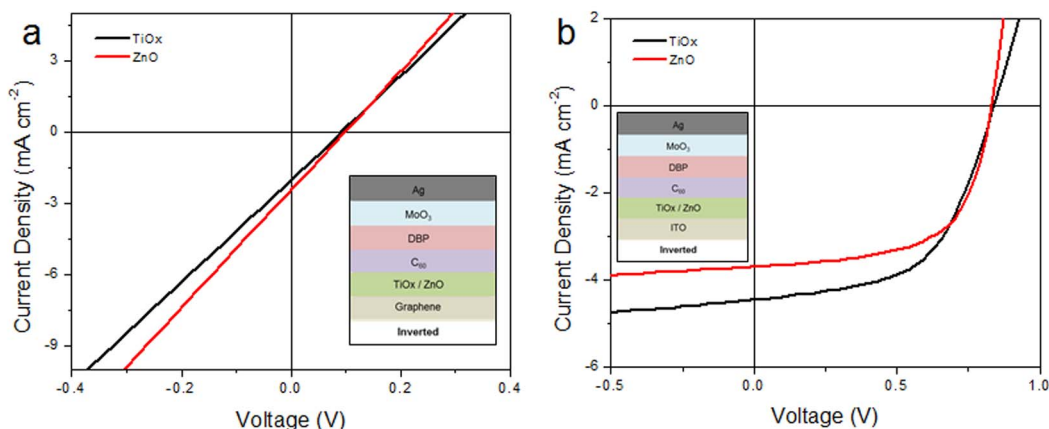 a
TiOx
ZnO
3
0
-3
-6
-9
Current Density (mA cm⁻²)
-0.4
-0.2
0.0
0.2
0.4
Voltage (V)
Ag
MoO₃
DBP
C₆₀
TiOx / ZnO
Graphene
Inverted
b
TiOx
ZnO
2
0
-2
-4
-6
Current Density (mA cm⁻²)
-0.5
0.0
0.5
1.0
Voltage (V)
Ag
MoO₃
DBP
C₆₀
TiOx / ZnO
ITO
Inverted